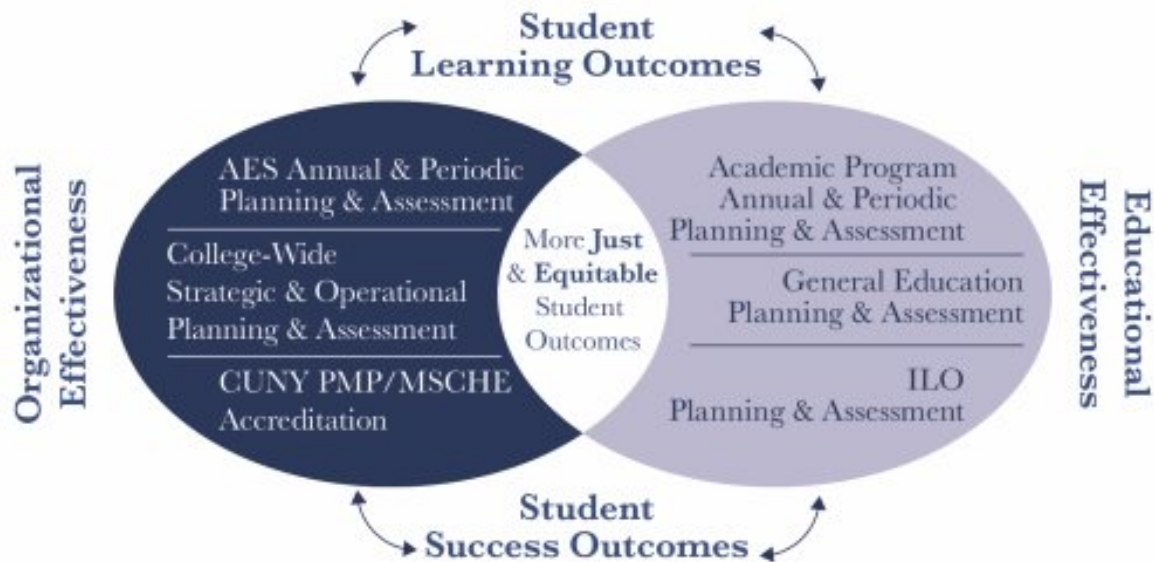 Student
Learning Outcomes
Organizational
Effectiveness
AES Annual & Periodic
Planning & Assessment
College-Wide
Strategic & Operational
Planning & Assessment
CUNY PMP/MSCHE
Accreditation
More Just
& Equitable
Student
Outcomes
Academic Program
Annual & Periodic
Planning & Assessment
General Education
Planning & Assessment
ILO
Planning & Assessment
Educational
Effectiveness
Student
Success Outcomes